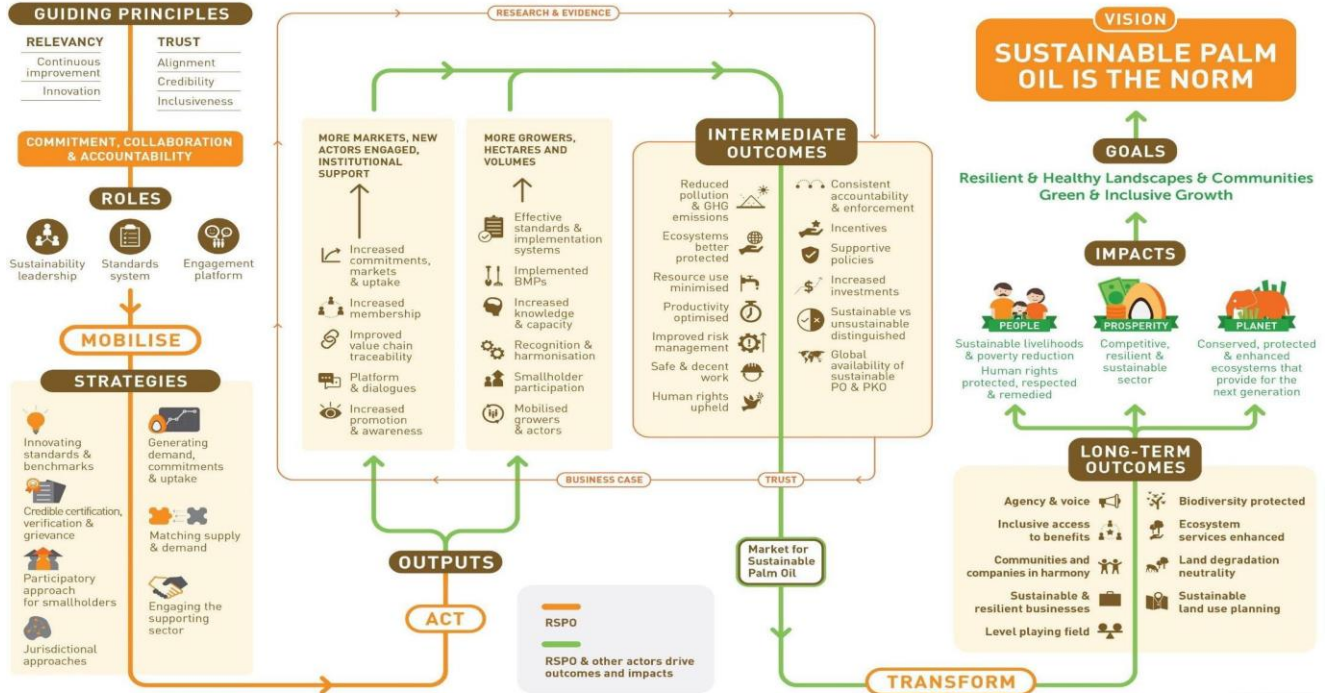 GUIDING PRINCIPLES
RELEVANCY
Continuous
improvement
Innovation
TRUST
Alignment
Credibility
Inclusiveness
COMMITMENT, COLLABORATION
& ACCOUNTABILITY
ROLES
Sustainability
leadership
Standards
system
Engagement
platform
MOBILISE
STRATEGIES
Innovating
standards &
benchmarks
Credible certification,
verification &
grievance
Participatory
approach
for smallholders
Jurisdictional
approaches
Generating
demand,
commitments
& uptake
Matching supply
& demand
Engaging the
supporting
sector
RESEARCH & EVIDENCE
MORE MARKETS, NEW
ACTORS ENGAGED,
INSTITUTIONAL
SUPPORT
Increased
commitments,
markets
& uptake
Increased
membership
Improved
value chain
traceability
Platform
& dialogues
Increased
promotion
& awareness
MORE GROWERS,
HECTARES AND
VOLUMES
Effective
standards &
implementation
systems
Implemented
BMPs
Increased
knowledge
& capacity
Recognition &
harmonisation
Smallholder
participation
Mobilised
growers
& actors
INTERMEDIATE
OUTCOMES
Reduced
pollution
& GHG
emissions
Ecosystems
better
protected
Resource use
minimised
Productivity
optimised
Improved risk
management
Safe & decent
work
Human rights
upheld
Consistent
accountability
& enforcement
Incentives
Supportive
policies
Increased
investments
Sustainable vs
unsustainable
distinguished
Global
availability of
sustainable
PO & PKO
BUSINESS CASE
TRUST
OUTPUTS
ACT
RSPO
RSPO & other actors drive
outcomes and impacts
Market for
Sustainable
Palm Oil
TRANSFORM
VISION
SUSTAINABLE PALM
OIL IS THE NORM
GOALS
Resilient & Healthy Landscapes & Communities
Green & Inclusive Growth
IMPACTS
PEOPLE
Sustainable livelihoods
& poverty reduction
Human rights
protected, respected
& remedied
PROSPERITY
Competitive,
resilient &
sustainable
sector
PLANET
Conserved, protected
& enhanced
ecosystems that
provide for the
next generation
LONG-TERM
OUTCOMES
Agency & voice
Inclusive access
to benefits
Communities and
companies in harmony
Sustainable &
resilient businesses
Level playing field
Biodiversity protected
Ecosystem
services enhanced
Land degradation
neutrality
Sustainable
land use planning